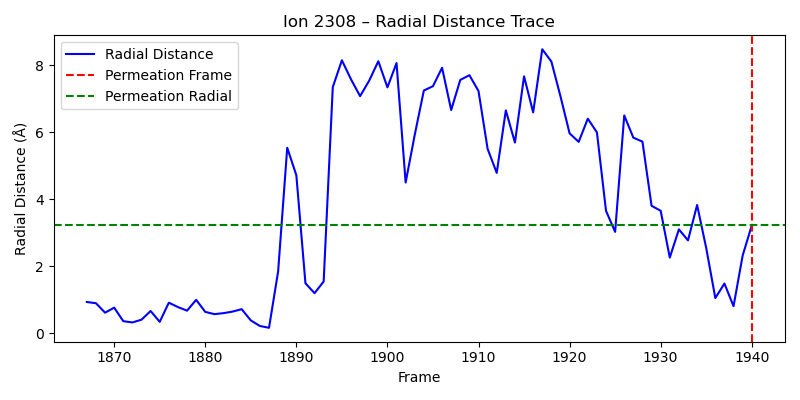 Ion 2308 – Radial Distance Trace
Radial Distance
Permeation Frame
Permeation Radial
Radial Distance (Å)
8
6
4
2
0
1870 1880 1890 1900 1910 1920 1930 1940
Frame